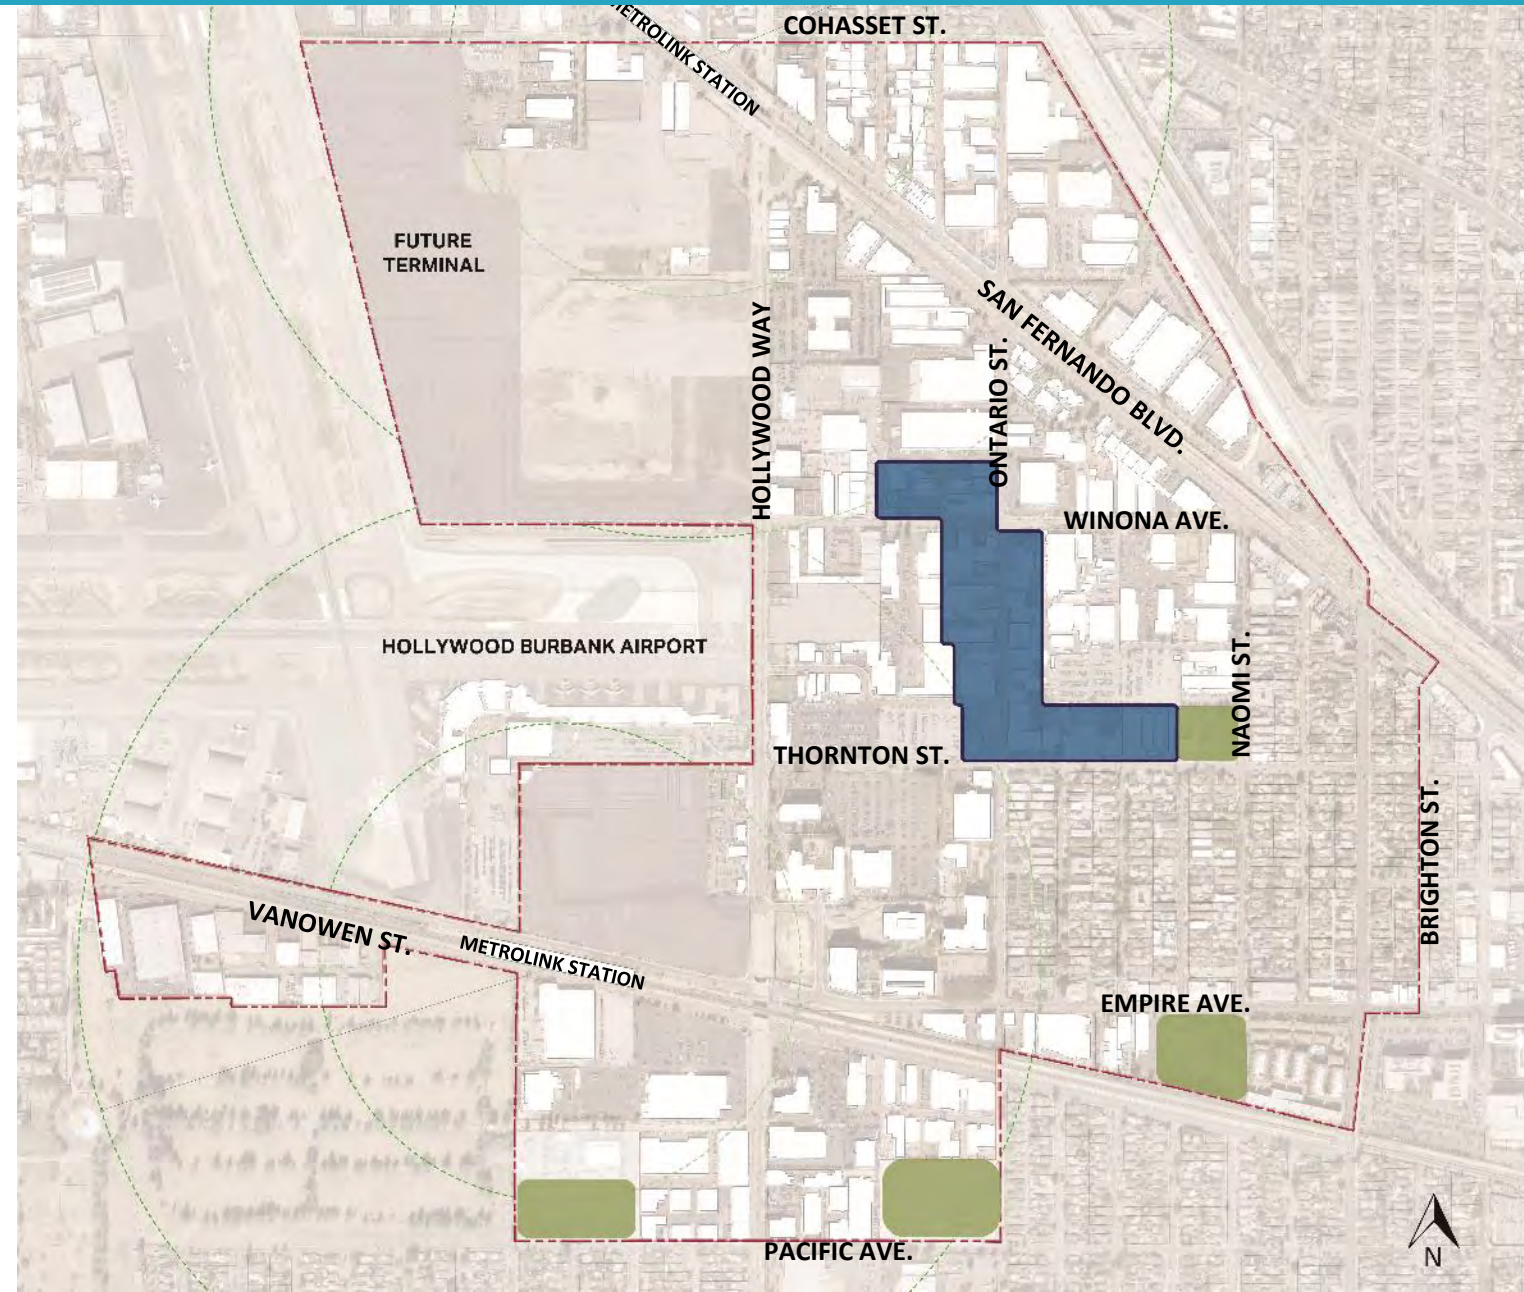 COHASSET ST.
METROLINK STATION
FUTURE
TERMINAL
HOLLYWOOD WAY
SAN FERNANDO BLVD.
ONTARIO ST.
WINONA AVE.
HOLLYWOOD BURBANK AIRPORT
NAOMI ST.
THORNTON ST.
BRIGHTON ST.
VANOWEN ST.
METROLINK STATION
EMPIRE AVE.
PACIFIC AVE.
N